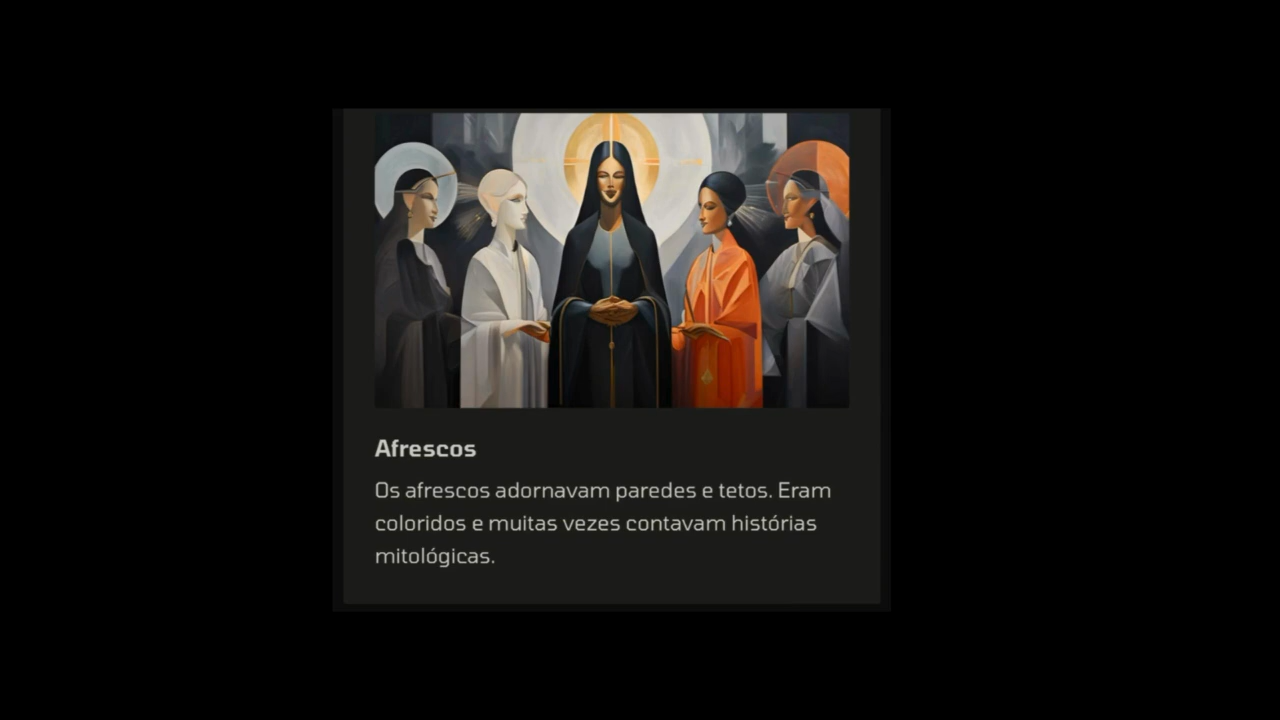 Afrescos
Os afrescos adornavam paredes e tetos. Eram
coloridos e muitas vezes contavam histórias
mitológicas.